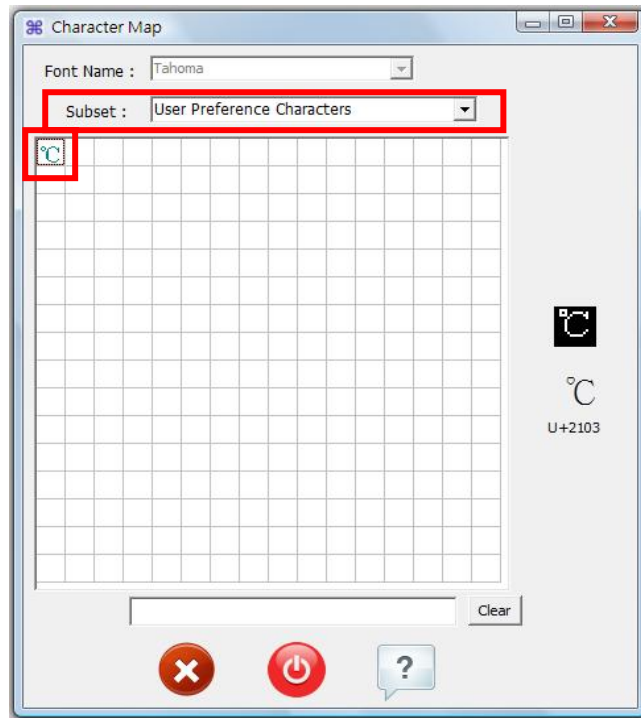 Character Map
Font Name : Tahoma
Subset : User Preference Characters
℃
℃
℃
U+2103
Clear
?